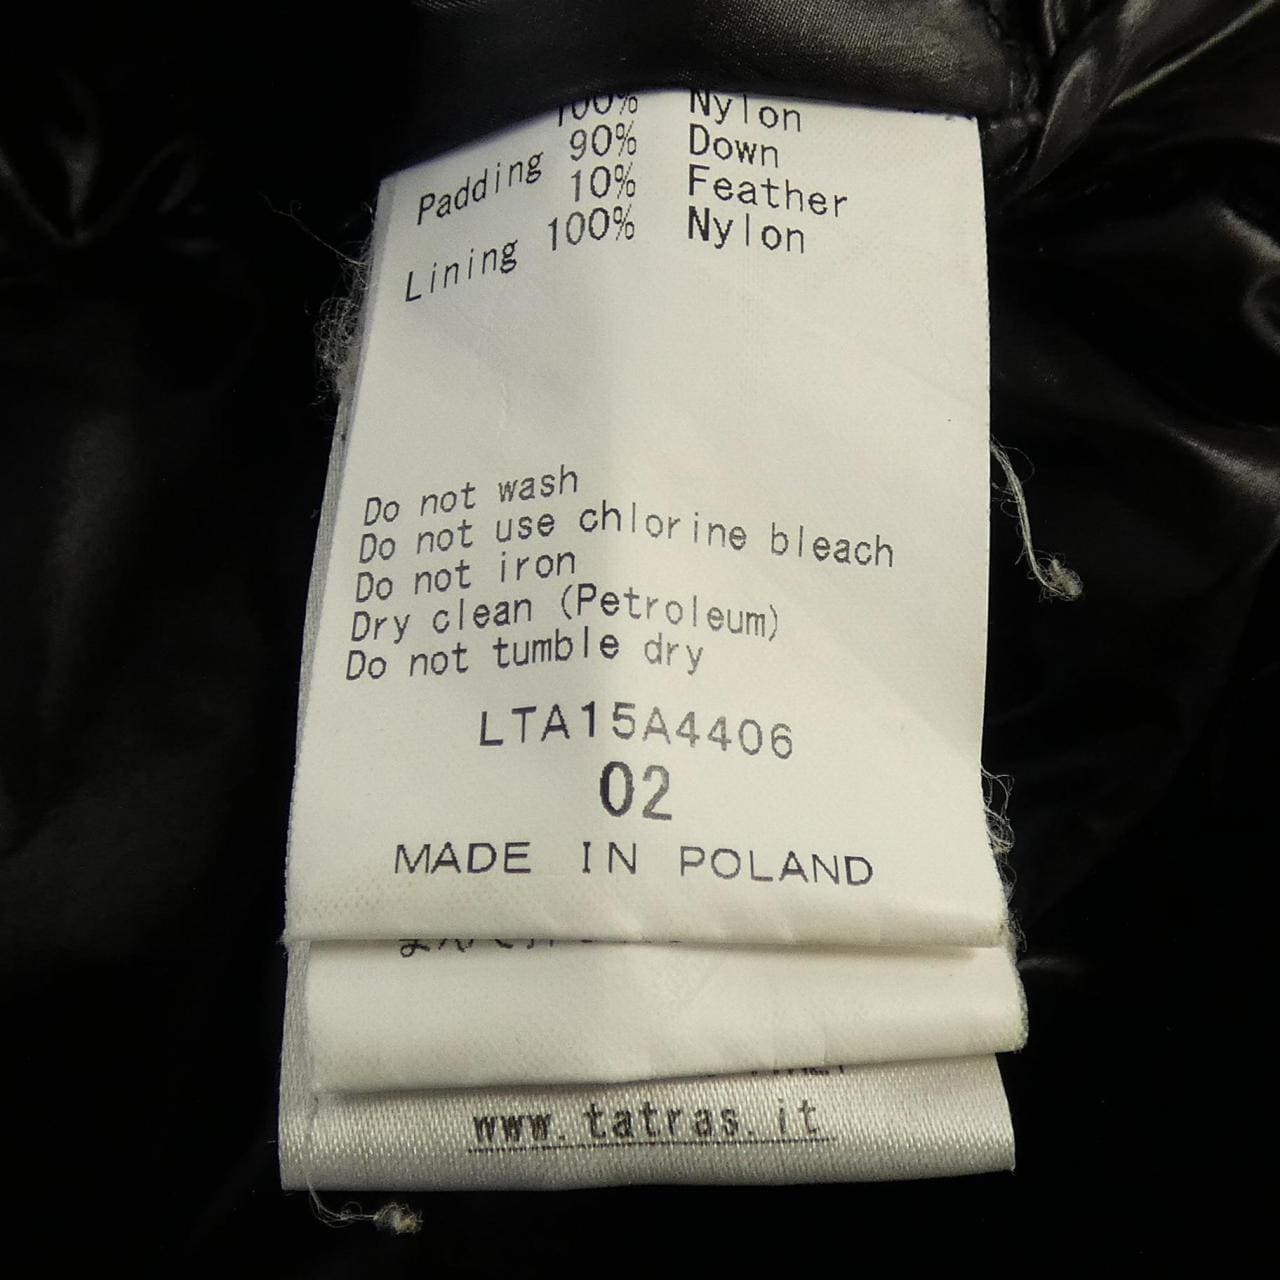 100% Nylon
Padding 90% Down
10% Feather
Lining 100% Nylon
Do not wash
Do not use chlorine bleach
Do not iron
Dry clean (Petroleum)
Do not tumble dry
LTA15A4406
02
MADE IN POLAND
www.tatras.it